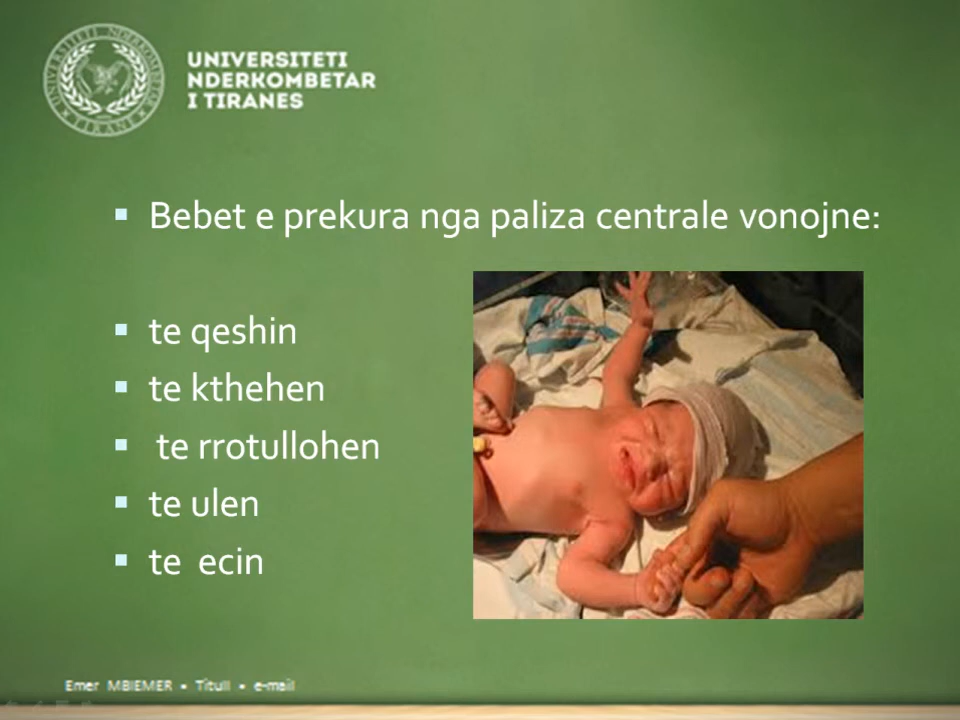 UNIVERSITETI
NDERKOMBETAR
I TIRANES
▪ Bebet e prekura nga paliza centrale vonojne:
▪ te qeshin
▪ te kthehen
▪ te rrotullohen
▪ te ulen
▪ te ecin
Emer MBIEMER • Titull • e-mail